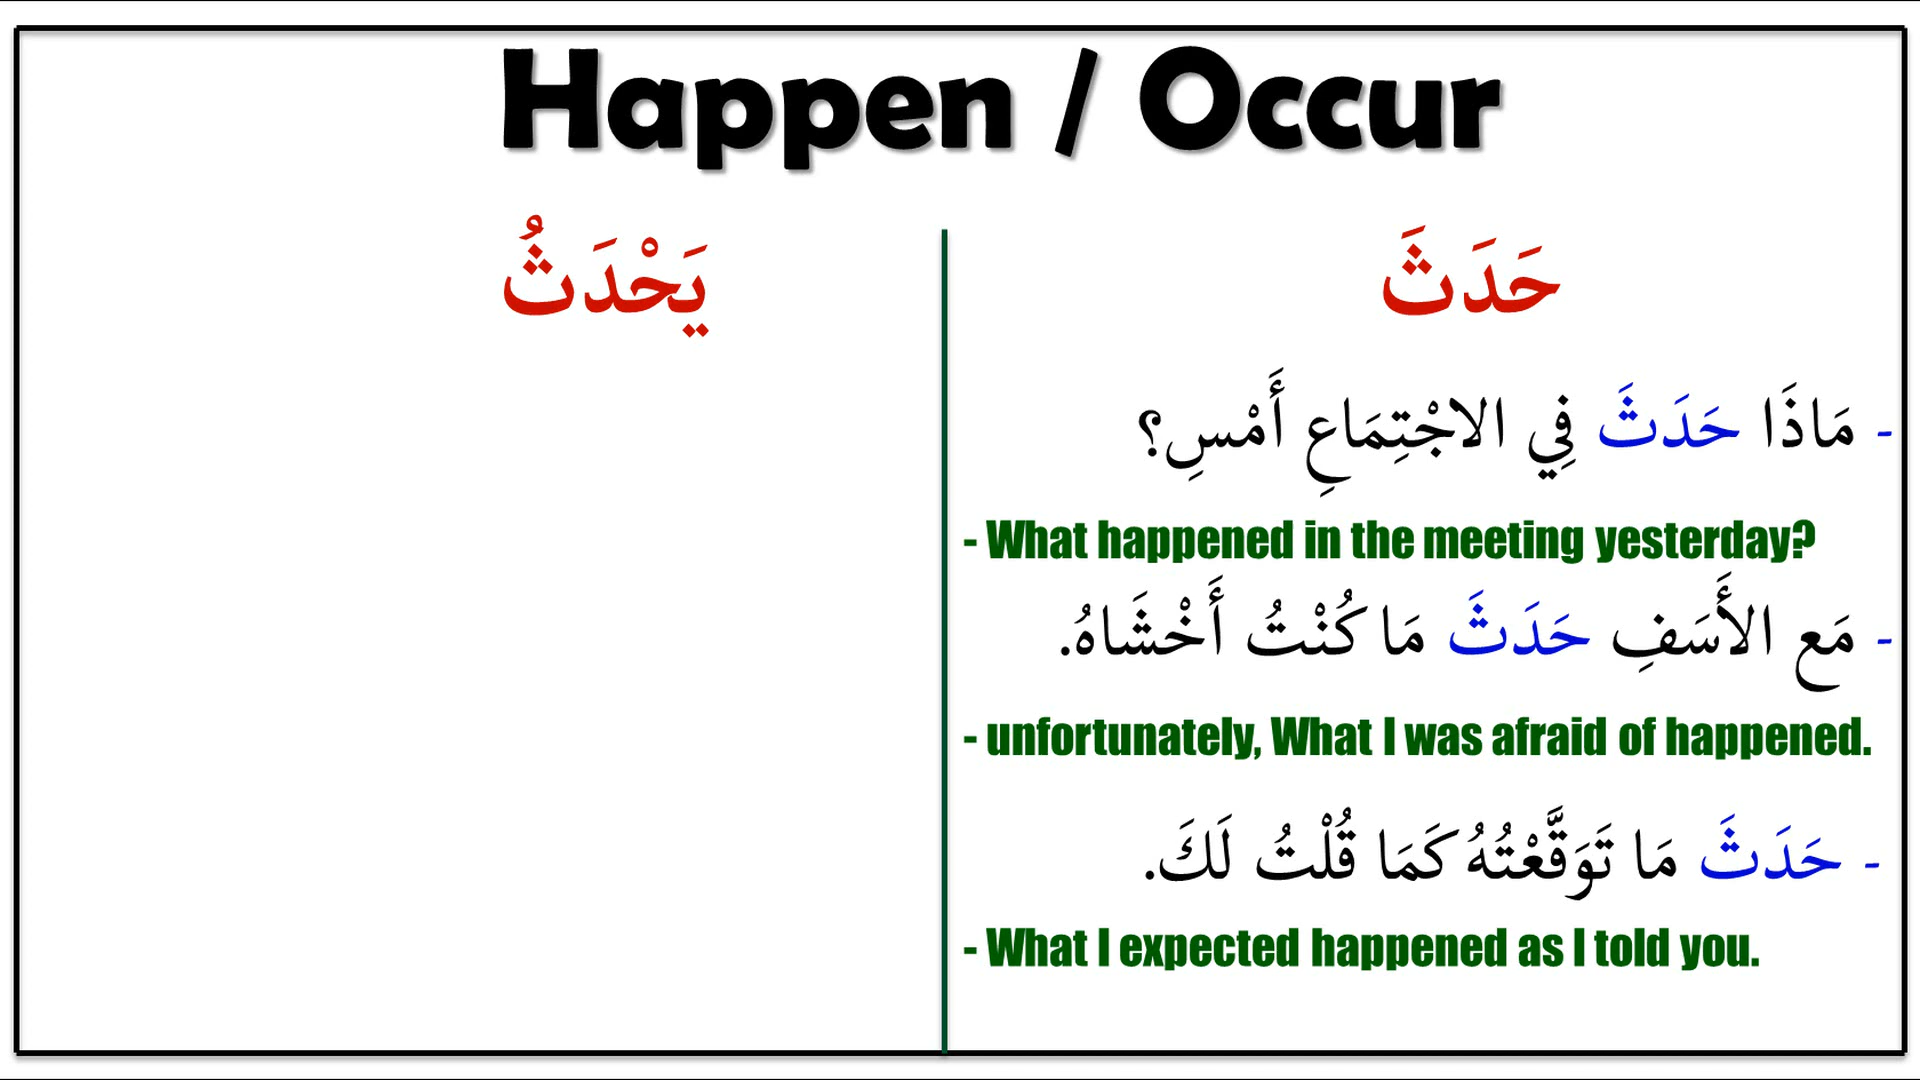 Happen / Occur
حَدَثَ
يَحْدَثُ
- مَاذَا حَدَثَ فِي الاجْتِمَاعِ أَمْسِ؟
- What happened in the meeting yesterday?
- مَع الأَسَفِ حَدَثَ مَا كُنْتُ أَخْشَاهُ.
- unfortunately, What I was afraid of happened.
- حَدَثَ مَا تَوَقَّعْتُهُ كَمَا قُلْتُ لَكَ.
- What I expected happened as I told you.